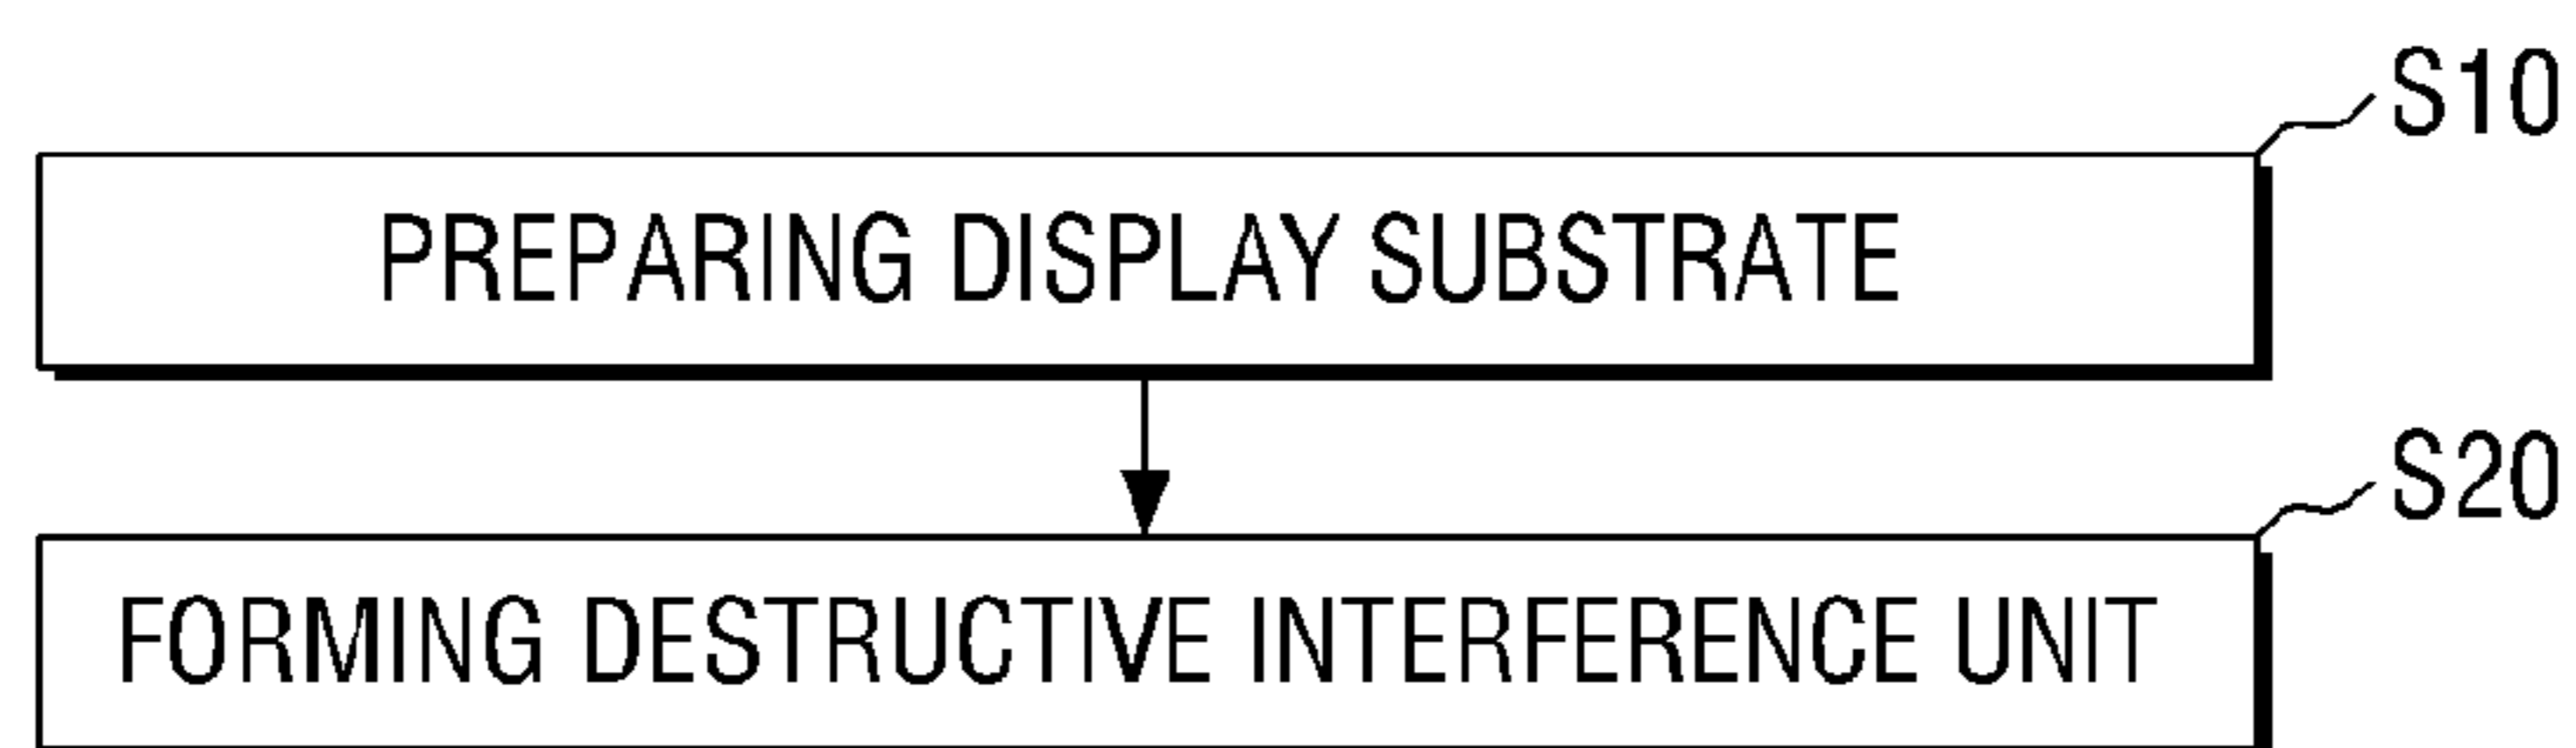 S10
PREPARING DISPLAY SUBSTRATE
S20
FORMING DESTRUCTIVE INTERFERENCE UNIT